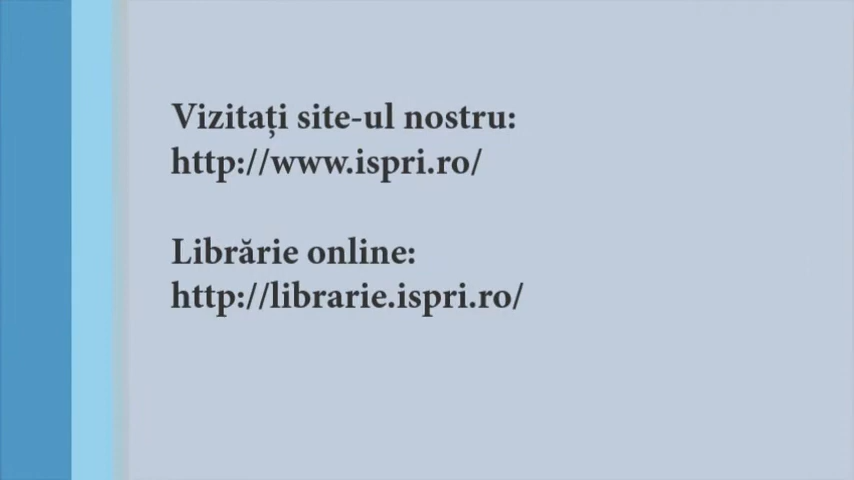 Vizitați site-ul nostru:
http://www.ispri.ro/
Librărie online:
http://librarie.ispri.ro/